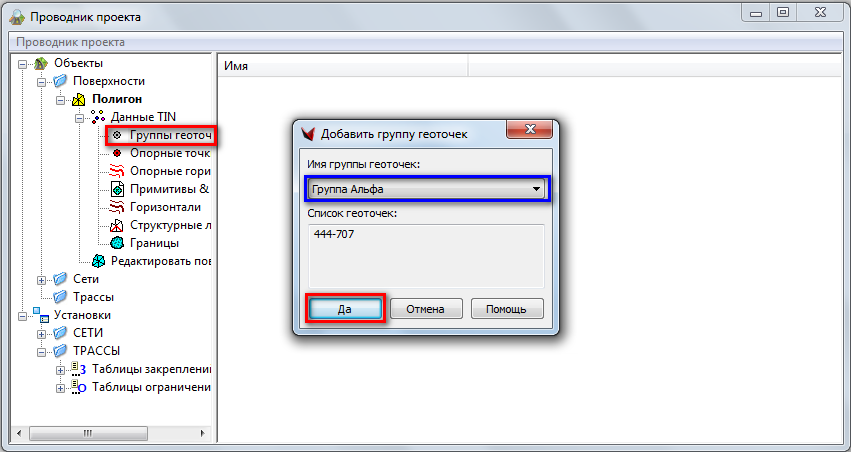 Проводник проекта
Проводник проекта
Объекты
Поверхности
Полигон
Данные TIN
Группы геоточ
Опорные точк
Опорные гори
Примитивы &
Горизонтали
Структурные л
Границы
Редактировать пов
Сети
Трассы
Установки
СЕТИ
ТРАССЫ
Таблицы закреплени
Таблицы ограничени
Имя
Добавить группу геоточек
Имя группы геоточек:
Группа Альфа
Список геоточек:
444-707
Да
Отмена
Помощь